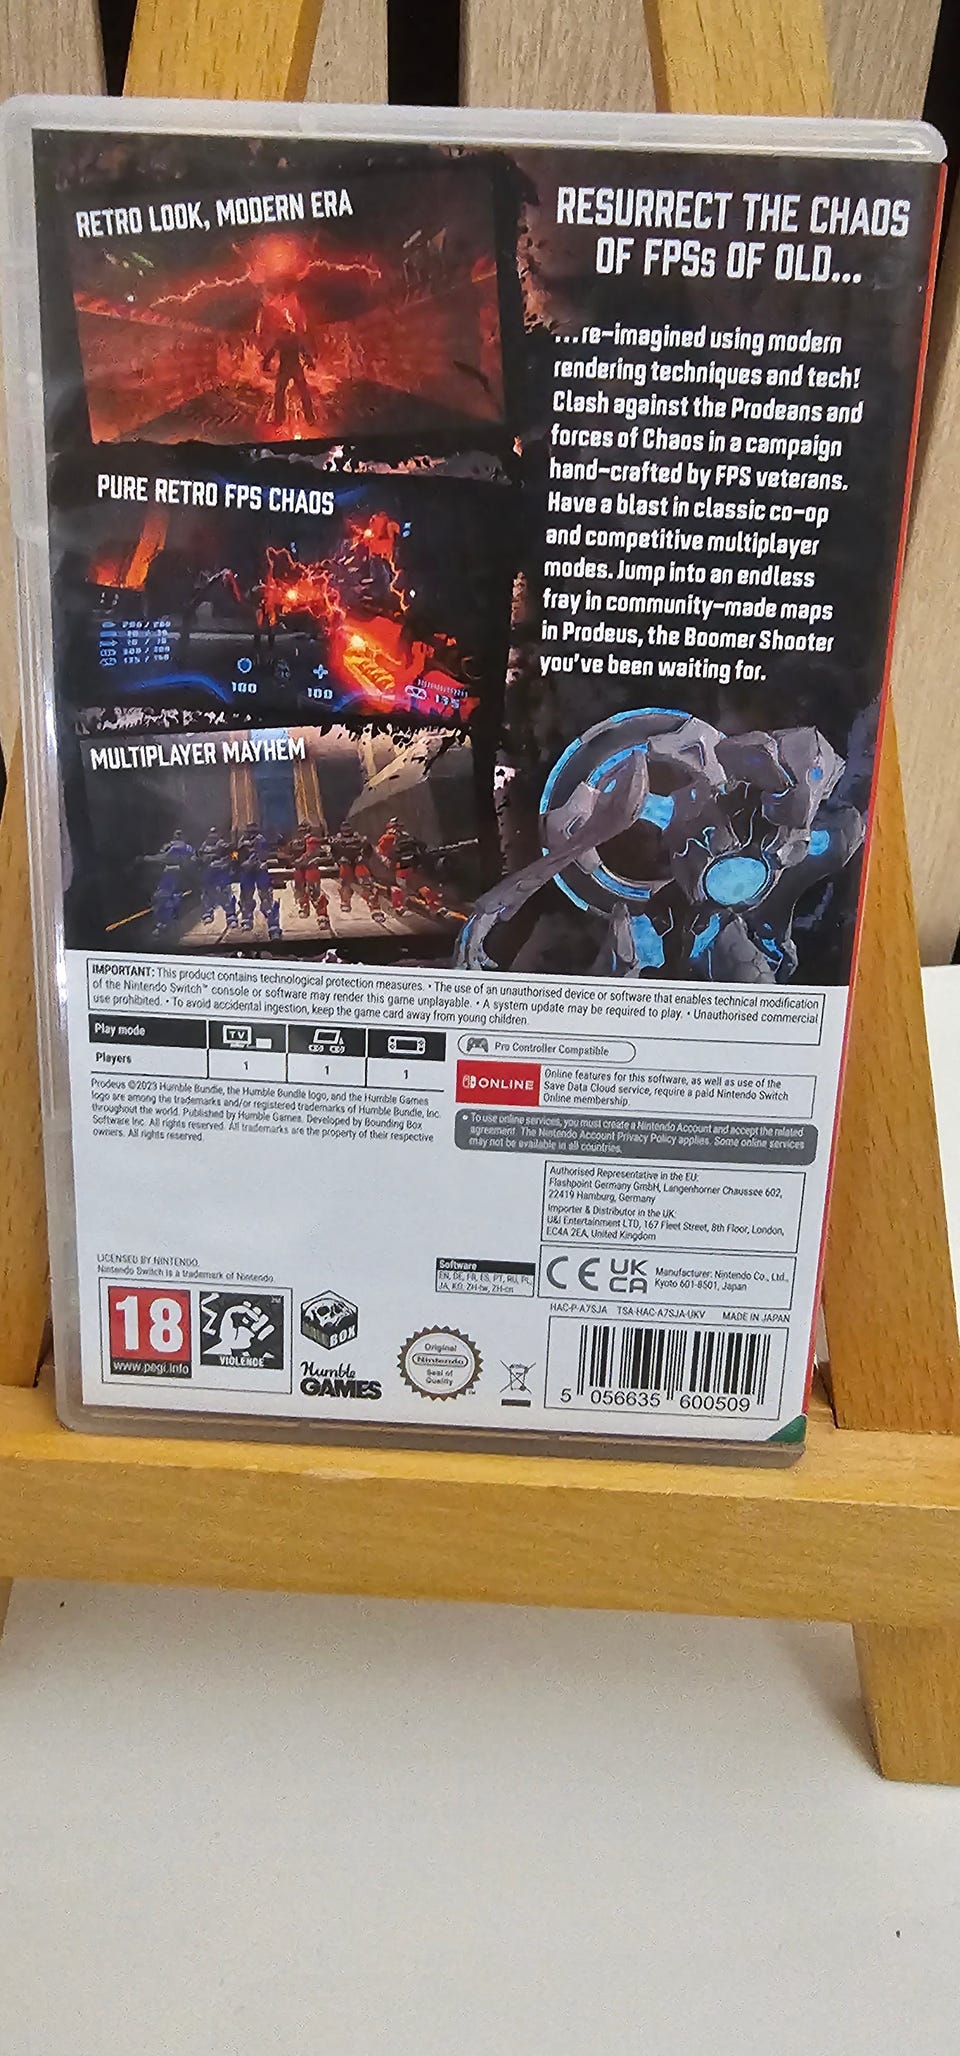 RETRO LOOK, MODERN ERA
PURE RETRO FPS CHAOS
100
100
135
MULTIPLAYER MAYHEM
RESURRECT THE CHAOS
OF FPSs OF OLD...
...re-imagined using modern
rendering techniques and tech!
Clash against the Prodeans and
forces of Chaos in a campaign
hand-crafted by FPS veterans.
Have a blast in classic co-op
and competitive multiplayer
modes. Jump into an endless
fray in community-made maps
in Prodeus, the Boomer Shooter
you've been waiting for.
IMPORTANT: This product contains technological protection measures. • The use of an unauthorised device or software that enables technical modification
of the Nintendo Switch™ console or software may render this game unplayable. • A system update may be required to play. • Unauthorised commercial
use prohibited. • To avoid accidental ingestion, keep the game card away from young children.
Play mode
TV
Players
1
1
1
Pro Controller Compatible
ONLINE
Online features for this software, as well as use of the
Save Data Cloud service, require a paid Nintendo Switch
Online membership.
• To use online services, you must create a Nintendo Account and accept the related
agreement. The Nintendo Account Privacy Policy applies. Some online services
may not be available in all countries.
Prodeus ©2023 Humble Bundle, the Humble Bundle logo, and the Humble Games
logo are among the trademarks and/or registered trademarks of Humble Bundle, Inc.
throughout the world. Published by Humble Games. Developed by Bounding Box
Software Inc. All rights reserved. All trademarks are the property of their respective
owners. All rights reserved.
Authorised Representative in the EU:
Flashpoint Germany GmbH, Langenhorner Chaussee 602,
22419 Hamburg, Germany
Importer & Distributor in the UK:
U&I Entertainment LTD, 167 Fleet Street, 8th Floor, London,
EC4A 2EA, United Kingdom
LICENSED BY NINTENDO.
Nintendo Switch is a trademark of Nintendo.
Software
EN, DE, FR, ES, PT, RU, PL,
JA, KO, ZH-tw, ZH-cn
CE
UK
CA
Manufacturer: Nintendo Co., Ltd.,
Kyoto 601-8501, Japan
HAC-P-A7SJA TSA-HAC-A7SJA-UKV MADE IN JAPAN
18
www.pegi.info
VIOLENCE
BOX
Humble
GAMES
Original
Nintendo
Seal of
Quality
5 056635 600509